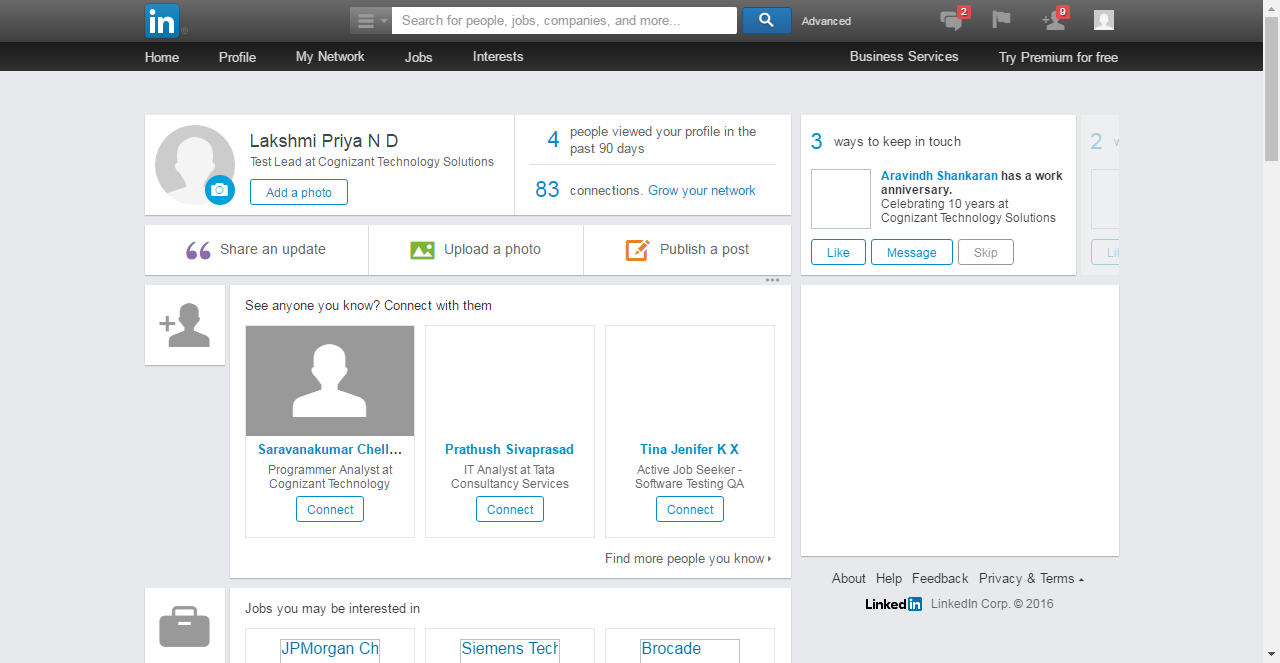 in ®
Search for people, jobs, companies, and more...
Advanced
2
9
Home Profile My Network Jobs Interests Business Services Try Premium for free
Lakshmi Priya N D
Test Lead at Cognizant Technology Solutions
Add a photo
4 people viewed your profile in the
past 90 days
83 connections. Grow your network
3 ways to keep in touch
Aravindh Shankaran has a work
anniversary.
Celebrating 10 years at
Cognizant Technology Solutions
Like Message Skip
2
Share an update Upload a photo Publish a post
See anyone you know? Connect with them
Saravanakumar Chell...
Programmer Analyst at
Cognizant Technology
Connect
Prathush Sivaprasad
IT Analyst at Tata
Consultancy Services
Connect
Tina Jenifer K X
Active Job Seeker -
Software Testing QA
Connect
Find more people you know
Jobs you may be interested in
JPMorgan Ch
Siemens Tech
Brocade
About Help Feedback Privacy & Terms
Linked in LinkedIn Corp. © 2016